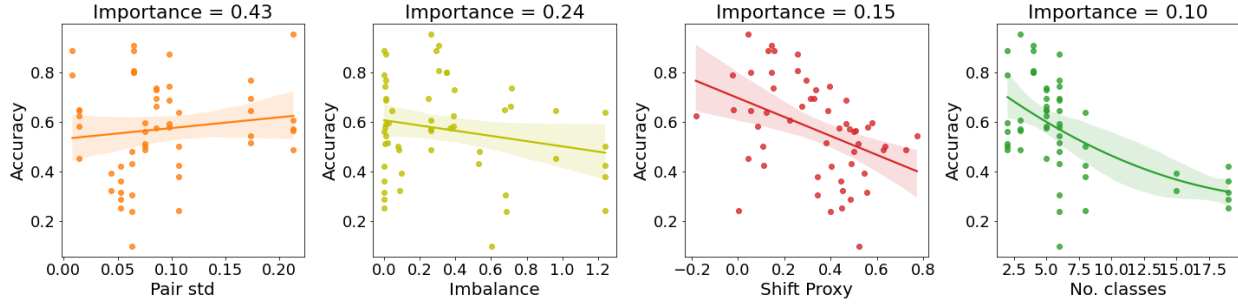 Importance = 0.43
Accuracy
0.8
0.6
0.4
0.2
0.00 0.05 0.10 0.15 0.20
Pair std
Importance = 0.24
Accuracy
0.8
0.6
0.4
0.2
0.0 0.2 0.4 0.6 0.8 1.0 1.2
Imbalance
Importance = 0.15
Accuracy
0.8
0.6
0.4
0.2
−0.2 0.0 0.2 0.4 0.6 0.8
Shift Proxy
Importance = 0.10
Accuracy
0.8
0.6
0.4
0.2
2.5 5.0 7.5 10.0 12.5 15.0 17.5
No. classes